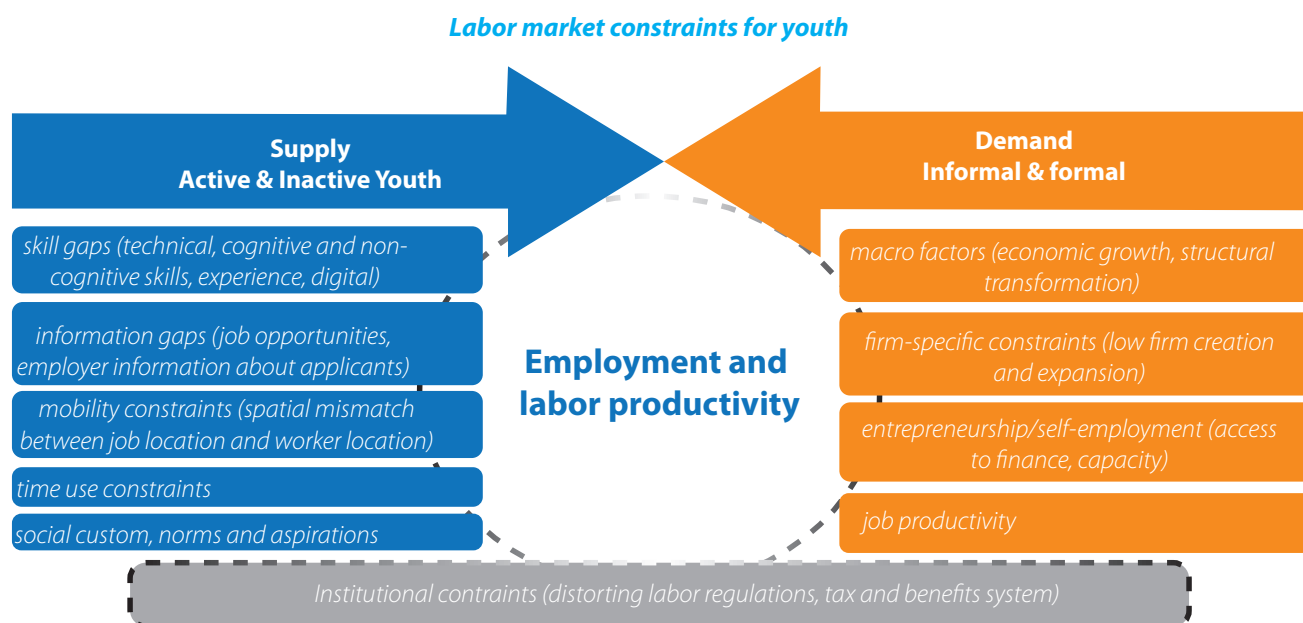 Labor market constraints for youth
Supply
Active & Inactive Youth
skill gaps (technical, cognitive and non-
cognitive skills, experience, digital)
information gaps (job opportunities,
employer information about applicants)
mobility constraints (spatial mismatch
between job location and worker location)
time use constraints
social custom, norms and aspirations
Employment and
labor productivity
Demand
Informal & formal
macro factors (economic growth, structural
transformation)
firm-specific constraints (low firm creation
and expansion)
entrepreneurship/self-employment (access
to finance, capacity)
job productivity
Institutional contraints (distorting labor regulations, tax and benefits system)